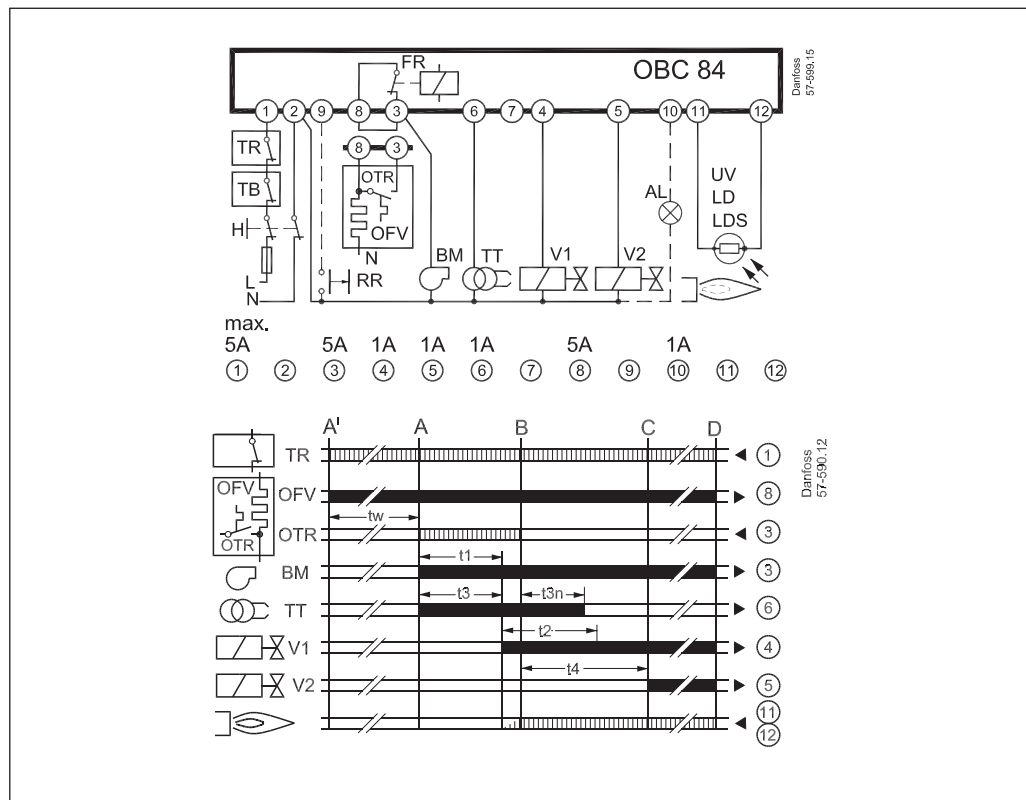 OBC 84
Danfoss
57-599.15
FR
1 2 9 8 3 6 7 4 5 10 11 12
TR
TB
H
L
N
8 3
OTR
OFV
N
RR
BM
TT
V1
V2
AL
UV
LD
LDS
max.
5A 5A 1A 1A 1A 5A 1A
1 2 3 4 5 6 7 8 9 10 11 12
A' A B C D
TR 1
Danfoss
57-590.12
OFV
OTR
OFV 8
tw
OTR 3
t1
BM 3
t3 t3n
TT 6
t2
V1 4
t4
V2 5
11
12